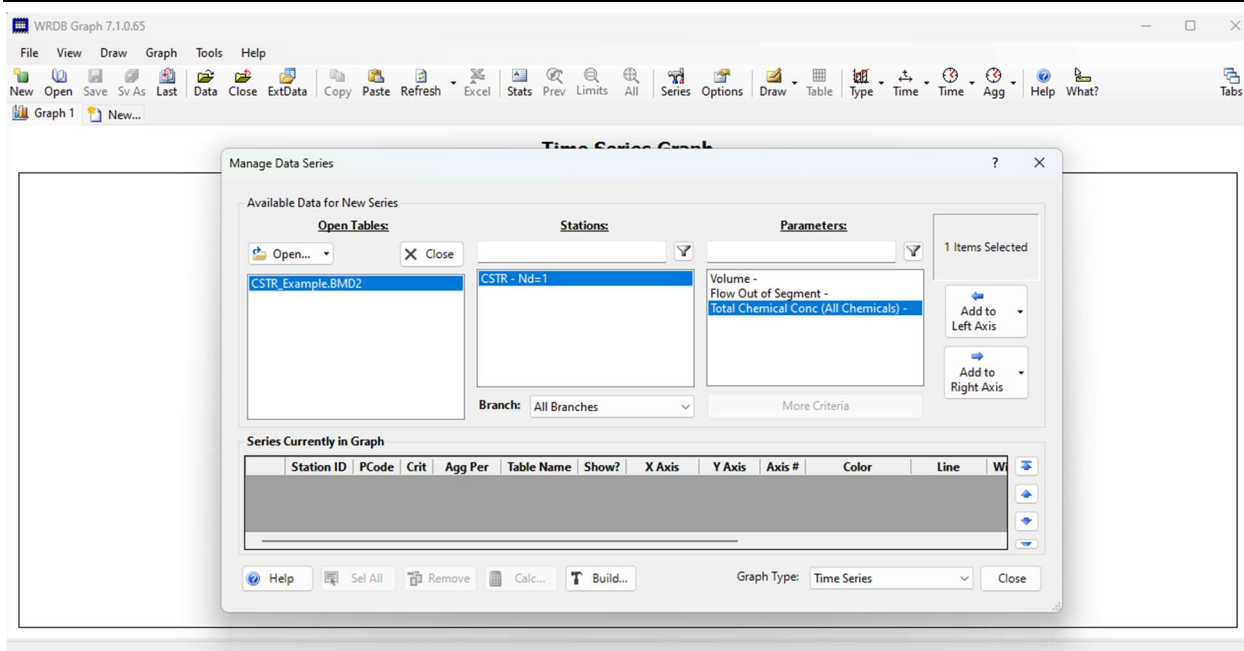 WRDB Graph 7.1.0.65
File View Draw Graph Tools Help
New Open Save Sv As Last Data Close ExtData Copy Paste Refresh Excel Stats Prev Limits All Series Options Draw Table Type Time Time Agg Help What? Tabs
Graph 1 New...
Time Series Graph
Manage Data Series ?
Available Data for New Series
Open Tables: Stations: Parameters:
Open... Close
1 Items Selected
CSTR_Example.BMD2
CSTR - Nd=1
Volume -
Flow Out of Segment -
Total Chemical Conc (All Chemicals) -
Add to
Left Axis
Add to
Right Axis
Branch: All Branches More Criteria
Series Currently in Graph
Station ID PCode Crit Agg Per Table Name Show? X Axis Y Axis Axis # Color Line Wi
Help Sel All Remove Calc... Build... Graph Type: Time Series Close